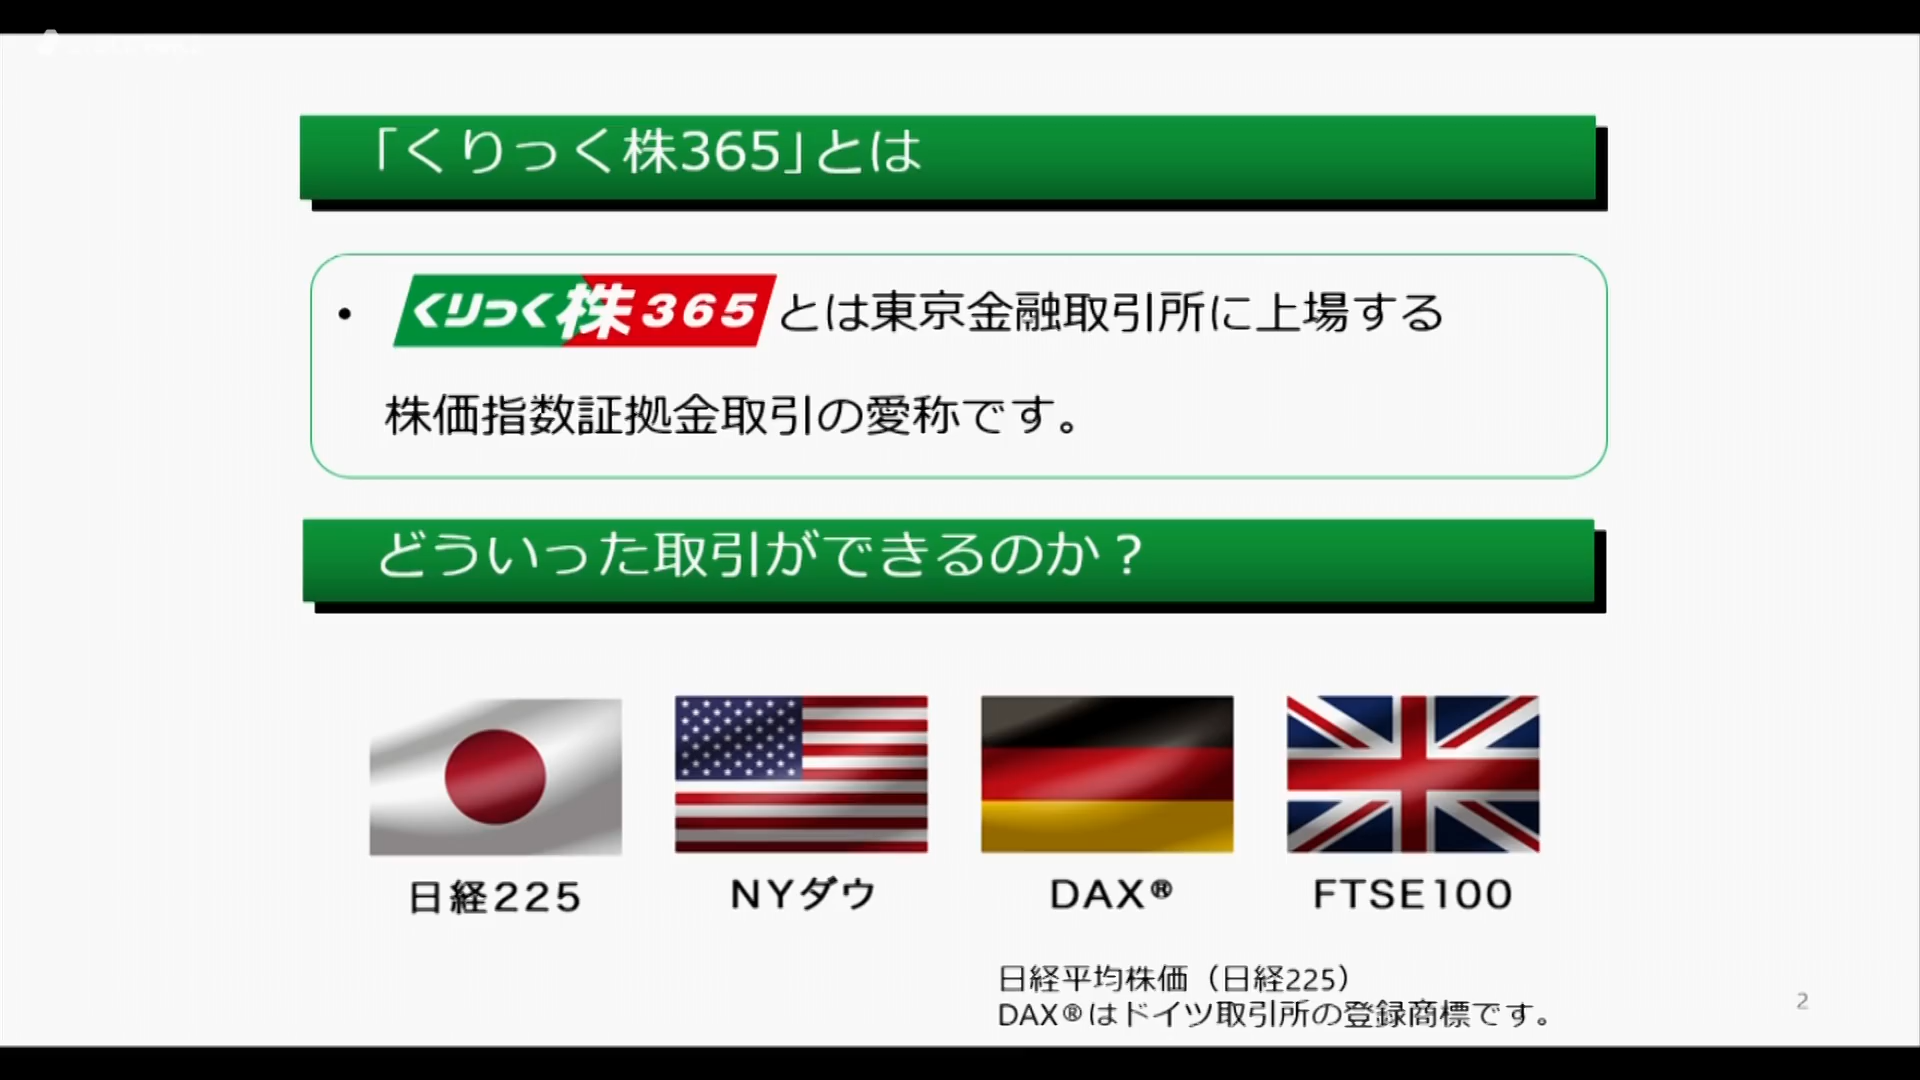 「くりっく株365」とは
• くりっく株365とは東京金融取引所に上場する
株価指数証拠金取引の愛称です。
どういった取引ができるのか？
日経225
NYダウ
DAX®
FTSE100
日経平均株価（日経225）
DAX®はドイツ取引所の登録商標です。
2